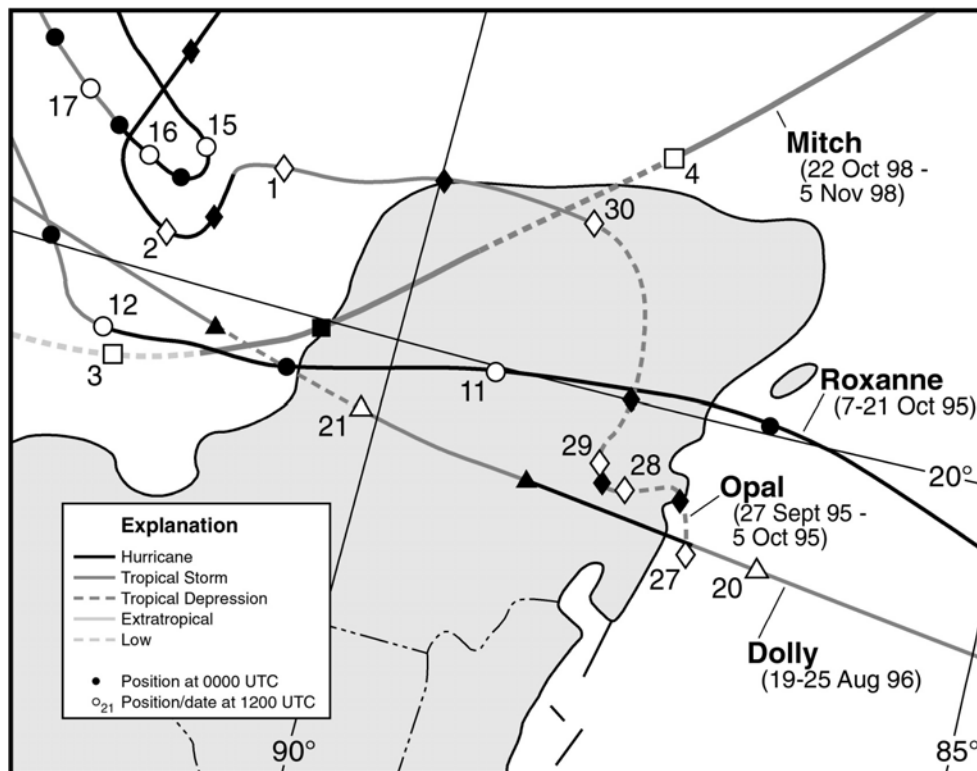 17
16
15
1
2
30
4
Mitch
(22 Oct 98 -
5 Nov 98)
12
3
11
21
Roxanne
(7-21 Oct 95)
20°
29
28
Opal
(27 Sept 95 -
5 Oct 95)
27
20
Dolly
(19-25 Aug 96)
Explanation
Hurricane
Tropical Storm
Tropical Depression
Extratropical
Low
Position at 0000 UTC
21 Position/date at 1200 UTC
90°
85°